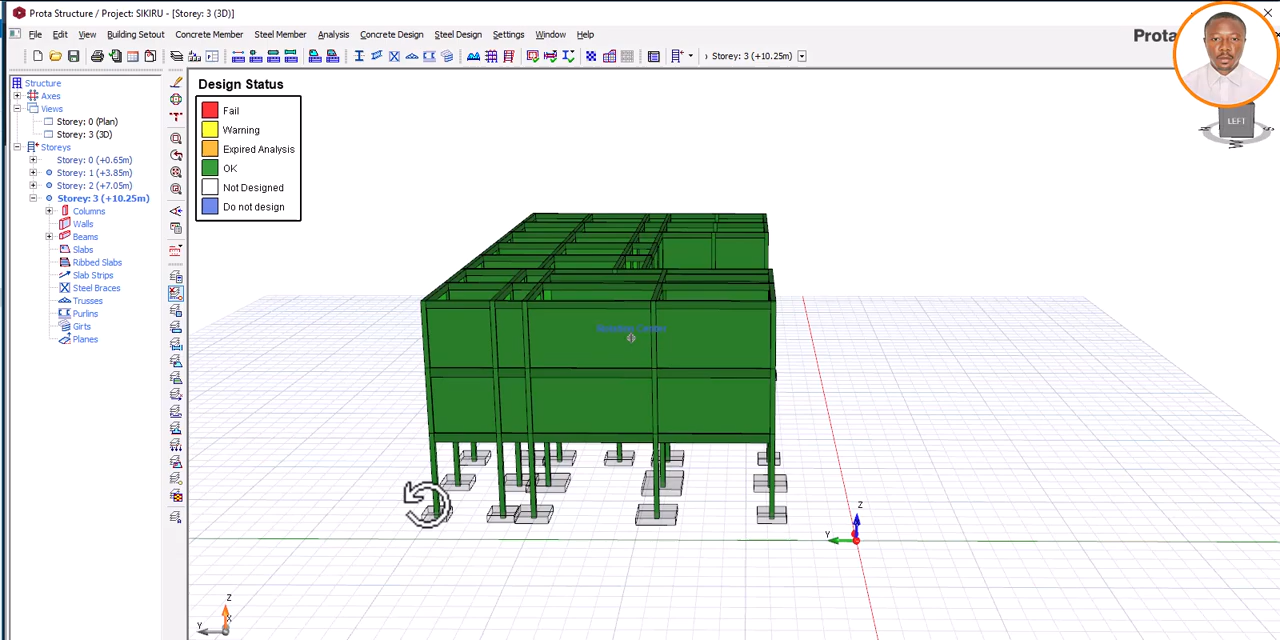 Prota Structure / Project: SIKIRU - [Storey: 3 (3D)]
File Edit View Building Setout Concrete Member Steel Member Analysis Concrete Design Steel Design Settings Window Help
Prota
Storey: 3 (+10.25m)
Structure
Axes
Views
Storey: 0 (Plan)
Storey: 3 (3D)
Storeys
Storey: 0 (+0.65m)
Storey: 1 (+3.85m)
Storey: 2 (+7.05m)
Storey: 3 (+10.25m)
Columns
Walls
Beams
Slabs
Ribbed Slabs
Slab Strips
Steel Braces
Trusses
Purlins
Girts
Planes
Design Status
Fail
Warning
Expired Analysis
OK
Not Designed
Do not design
LEFT
W
Z
Y
Z
X
Y